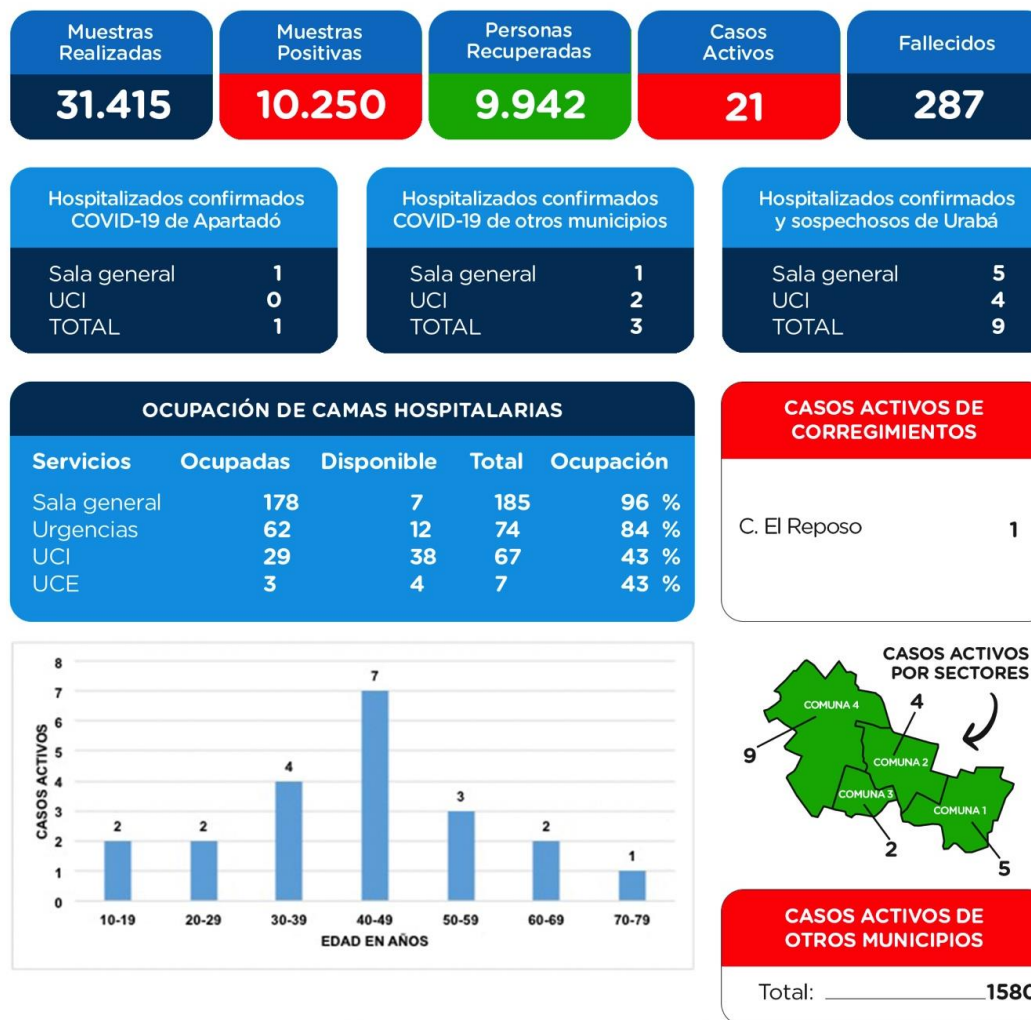 Muestras
Realizadas
31.415
Muestras
Positivas
10.250
Personas
Recuperadas
9.942
Casos
Activos
21
Fallecidos
287
Hospitalizados confirmados
COVID-19 de Apartadó
Sala general 1
UCI 0
TOTAL 1
Hospitalizados confirmados
COVID-19 de otros municipios
Sala general 1
UCI 2
TOTAL 3
Hospitalizados confirmados
y sospechosos de Urabá
Sala general 5
UCI 4
TOTAL 9
OCUPACIÓN DE CAMAS HOSPITALARIAS
Servicios Ocupadas Disponible Total Ocupación
Sala general 178 7 185 96 %
Urgencias 62 12 74 84 %
UCI 29 38 67 43 %
UCE 3 4 7 43 %
CASOS ACTIVOS DE
CORREGIMIENTOS
C. El Reposo 1
CASOS ACTIVOS
8
7
6
5
4
3
2
1
0
2
2
4
7
3
2
1
10-19 20-29 30-39 40-49 50-59 60-69 70-79
EDAD EN AÑOS
CASOS ACTIVOS
POR SECTORES
COMUNA 4
9
4
COMUNA 2
COMUNA 3
2
COMUNA 1
5
CASOS ACTIVOS DE
OTROS MUNICIPIOS
Total: 1580